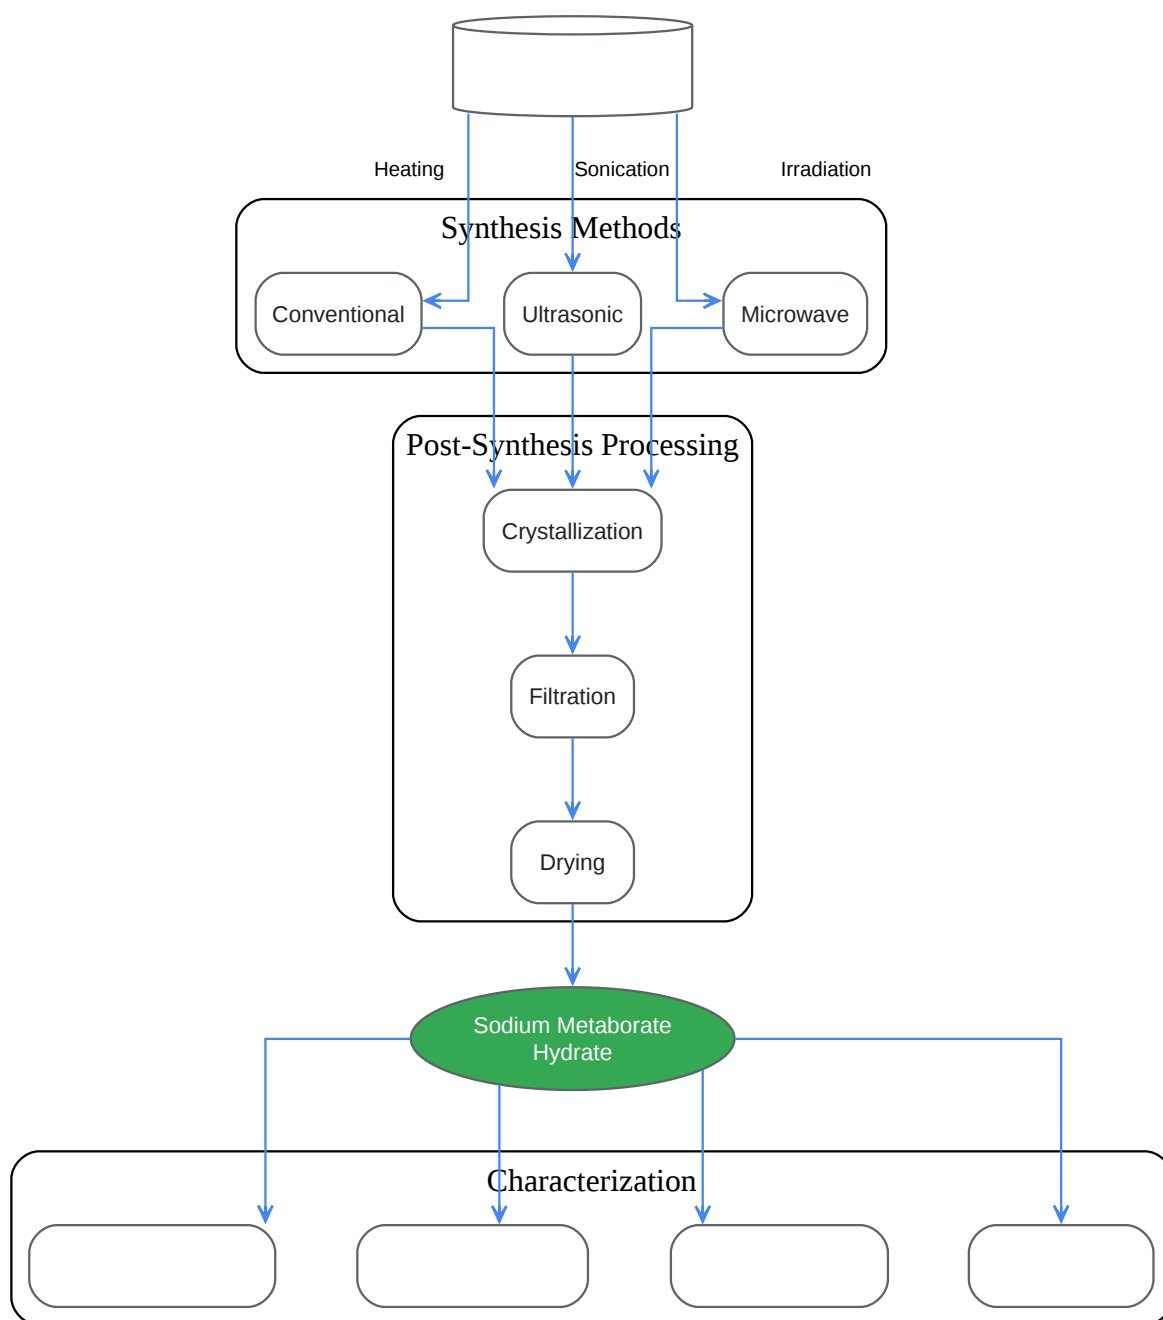 Heating
Sonication
Irradiation
Synthesis Methods
Conventional
Ultrasonic
Microwave
Post-Synthesis Processing
Crystallization
Filtration
Drying
Sodium Metaborate
Hydrate
Characterization